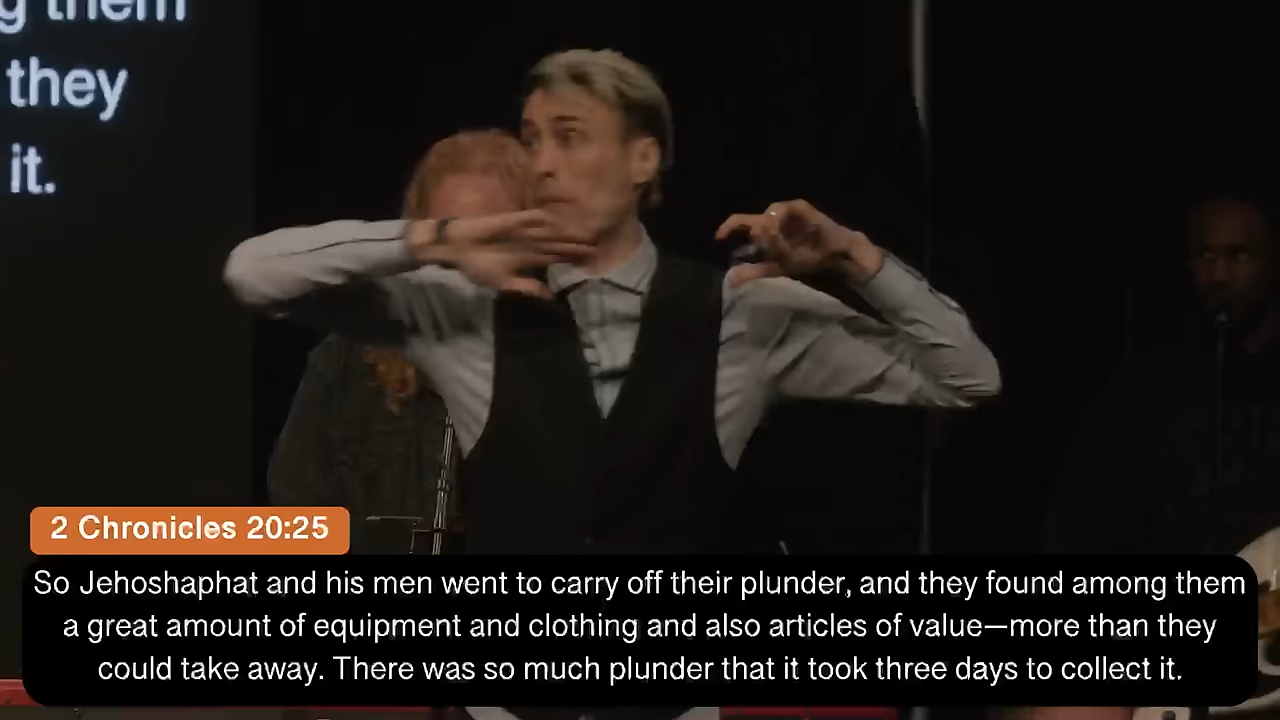 g them
they
it.
2 Chronicles 20:25
So Jehoshaphat and his men went to carry off their plunder, and they found among them
a great amount of equipment and clothing and also articles of value—more than they
could take away. There was so much plunder that it took three days to collect it.